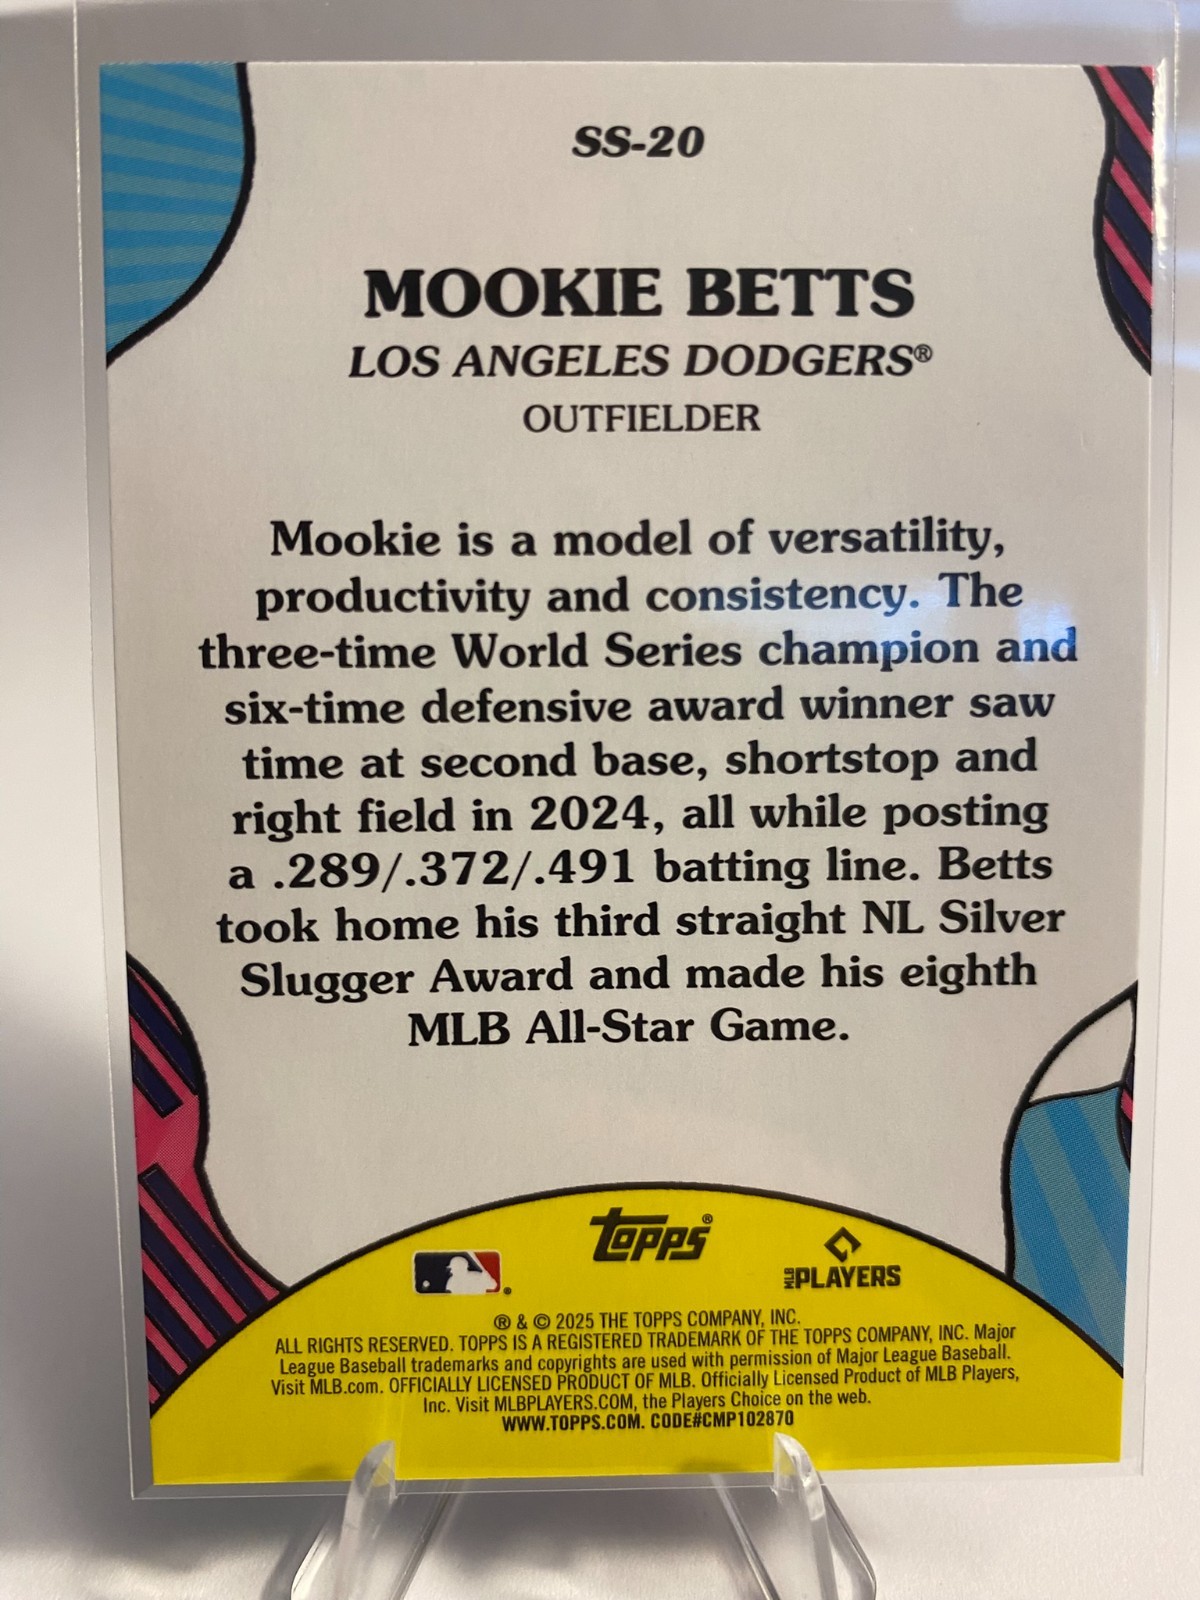 SS-20
MOOKIE BETTS
LOS ANGELES DODGERS®
OUTFIELDER
Mookie is a model of versatility,
productivity and consistency. The
three-time World Series champion and
six-time defensive award winner saw
time at second base, shortstop and
right field in 2024, all while posting
a .289/.372/.491 batting line. Betts
took home his third straight NL Silver
Slugger Award and made his eighth
MLB All-Star Game.
topps®
MLB PLAYERS
® & © 2025 THE TOPPS COMPANY, INC.
ALL RIGHTS RESERVED. TOPPS IS A REGISTERED TRADEMARK OF THE TOPPS COMPANY, INC. Major
League Baseball trademarks and copyrights are used with permission of Major League Baseball.
Visit MLB.com. OFFICIALLY LICENSED PRODUCT OF MLB. Officially Licensed Product of MLB Players,
Inc. Visit MLBPLAYERS.COM, the Players Choice on the web.
WWW.TOPPS.COM. CODE#CMP102870